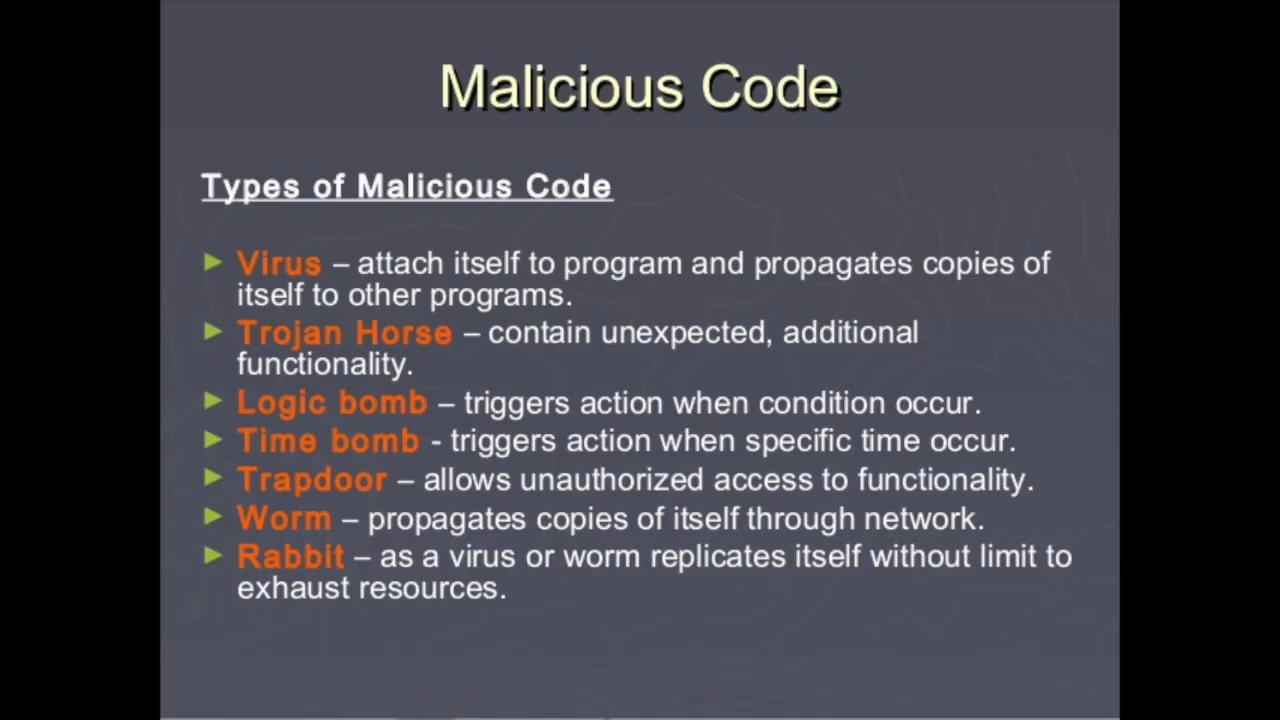 Malicious Code
Types of Malicious Code
► Virus – attach itself to program and propagates copies of
itself to other programs.
► Trojan Horse – contain unexpected, additional
functionality.
► Logic bomb – triggers action when condition occur.
► Time bomb - triggers action when specific time occur.
► Trapdoor – allows unauthorized access to functionality.
► Worm – propagates copies of itself through network.
► Rabbit – as a virus or worm replicates itself without limit to
exhaust resources.